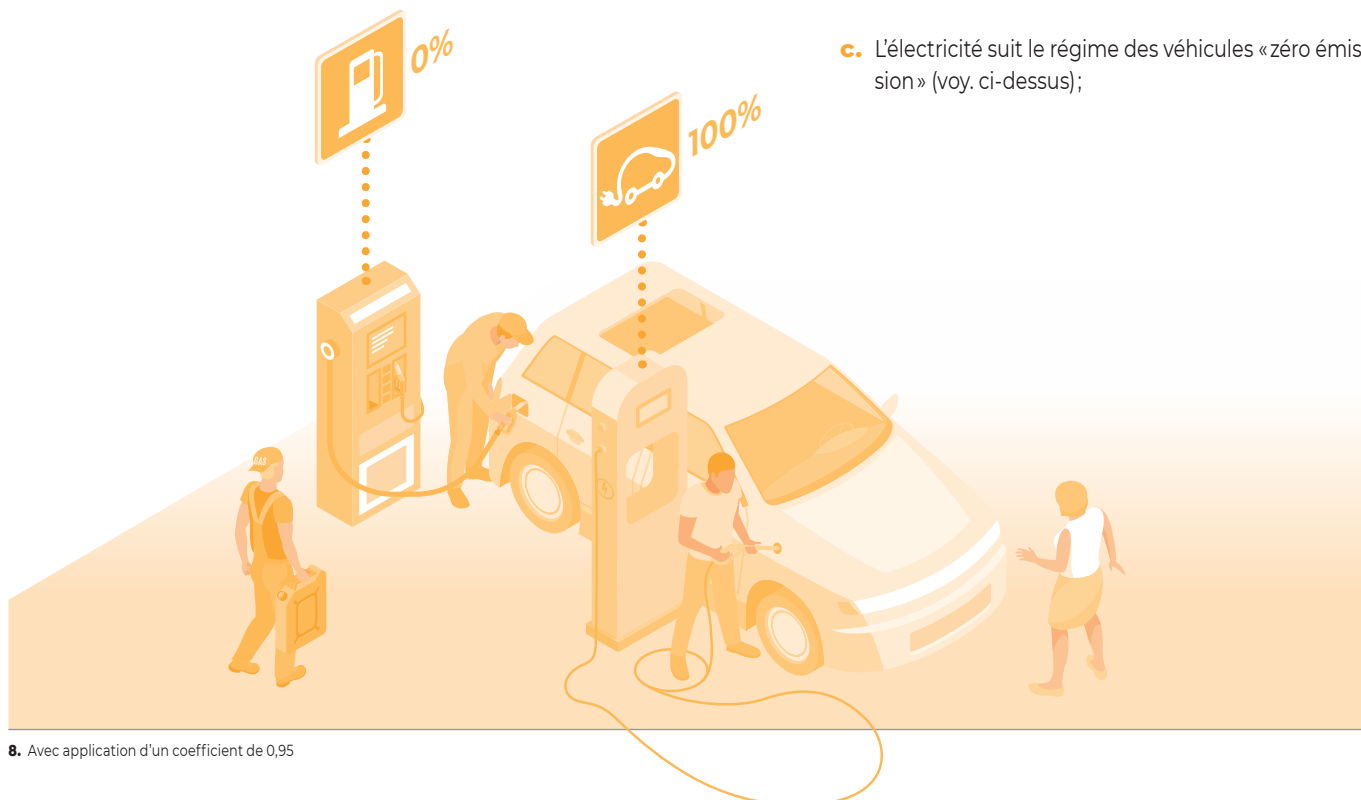 0%
100%
c. L'électricité suit le régime des véhicules «zéro émis
sion» (voy. ci-dessus);
GAS
8. Avec application d'un coefficient de 0,95